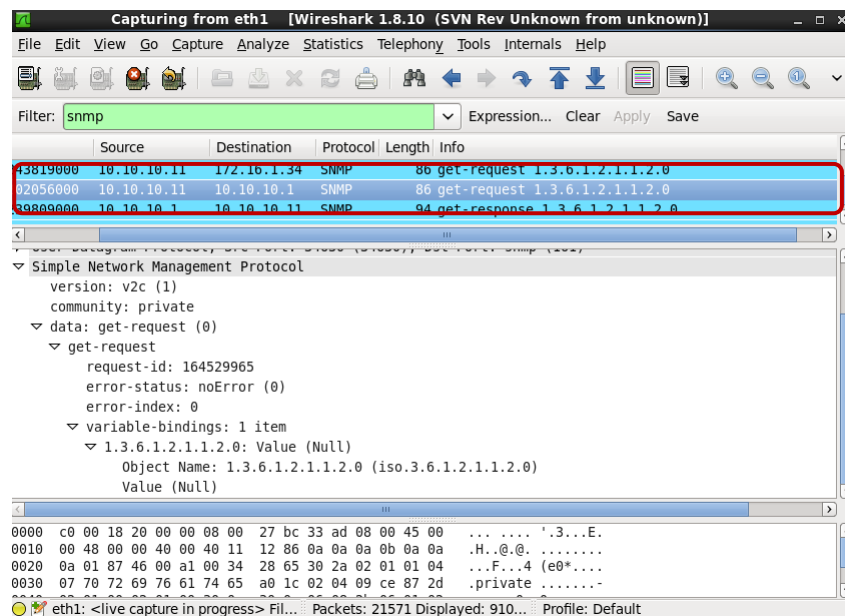 Capturing from eth1 [Wireshark 1.8.10 (SVN Rev Unknown from unknown)]
File Edit View Go Capture Analyze Statistics Telephony Tools Internals Help
Filter: snmp Expression... Clear Apply Save
Source Destination Protocol Length Info
43819000 10.10.10.11 172.16.1.34 SNMP 86 get-request 1.3.6.1.2.1.1.2.0
02056000 10.10.10.11 10.10.10.1 SNMP 86 get-request 1.3.6.1.2.1.1.2.0
39809000 10.10.10.1 10.10.10.11 SNMP 94 get-response 1.3.6.1.2.1.1.2.0
Simple Network Management Protocol
version: v2c (1)
community: private
data: get-request (0)
get-request
request-id: 164529965
error-status: noError (0)
error-index: 0
variable-bindings: 1 item
1.3.6.1.2.1.1.2.0: Value (Null)
Object Name: 1.3.6.1.2.1.1.2.0 (iso.3.6.1.2.1.1.2.0)
Value (Null)
0000 c0 00 18 20 00 00 08 00 27 bc 33 ad 08 00 45 00 ... .... '.3...E.
0010 00 48 00 00 40 00 40 11 12 86 0a 0a 0a 0b 0a 0a .H..@.@. ........
0020 0a 01 87 46 00 a1 00 34 28 65 30 2a 02 01 01 04 ...F...4 (e0*....
0030 07 70 72 69 76 61 74 65 a0 1c 02 04 09 ce 87 2d .private .......-
eth1: <live capture in progress> Fil... Packets: 21571 Displayed: 910... Profile: Default